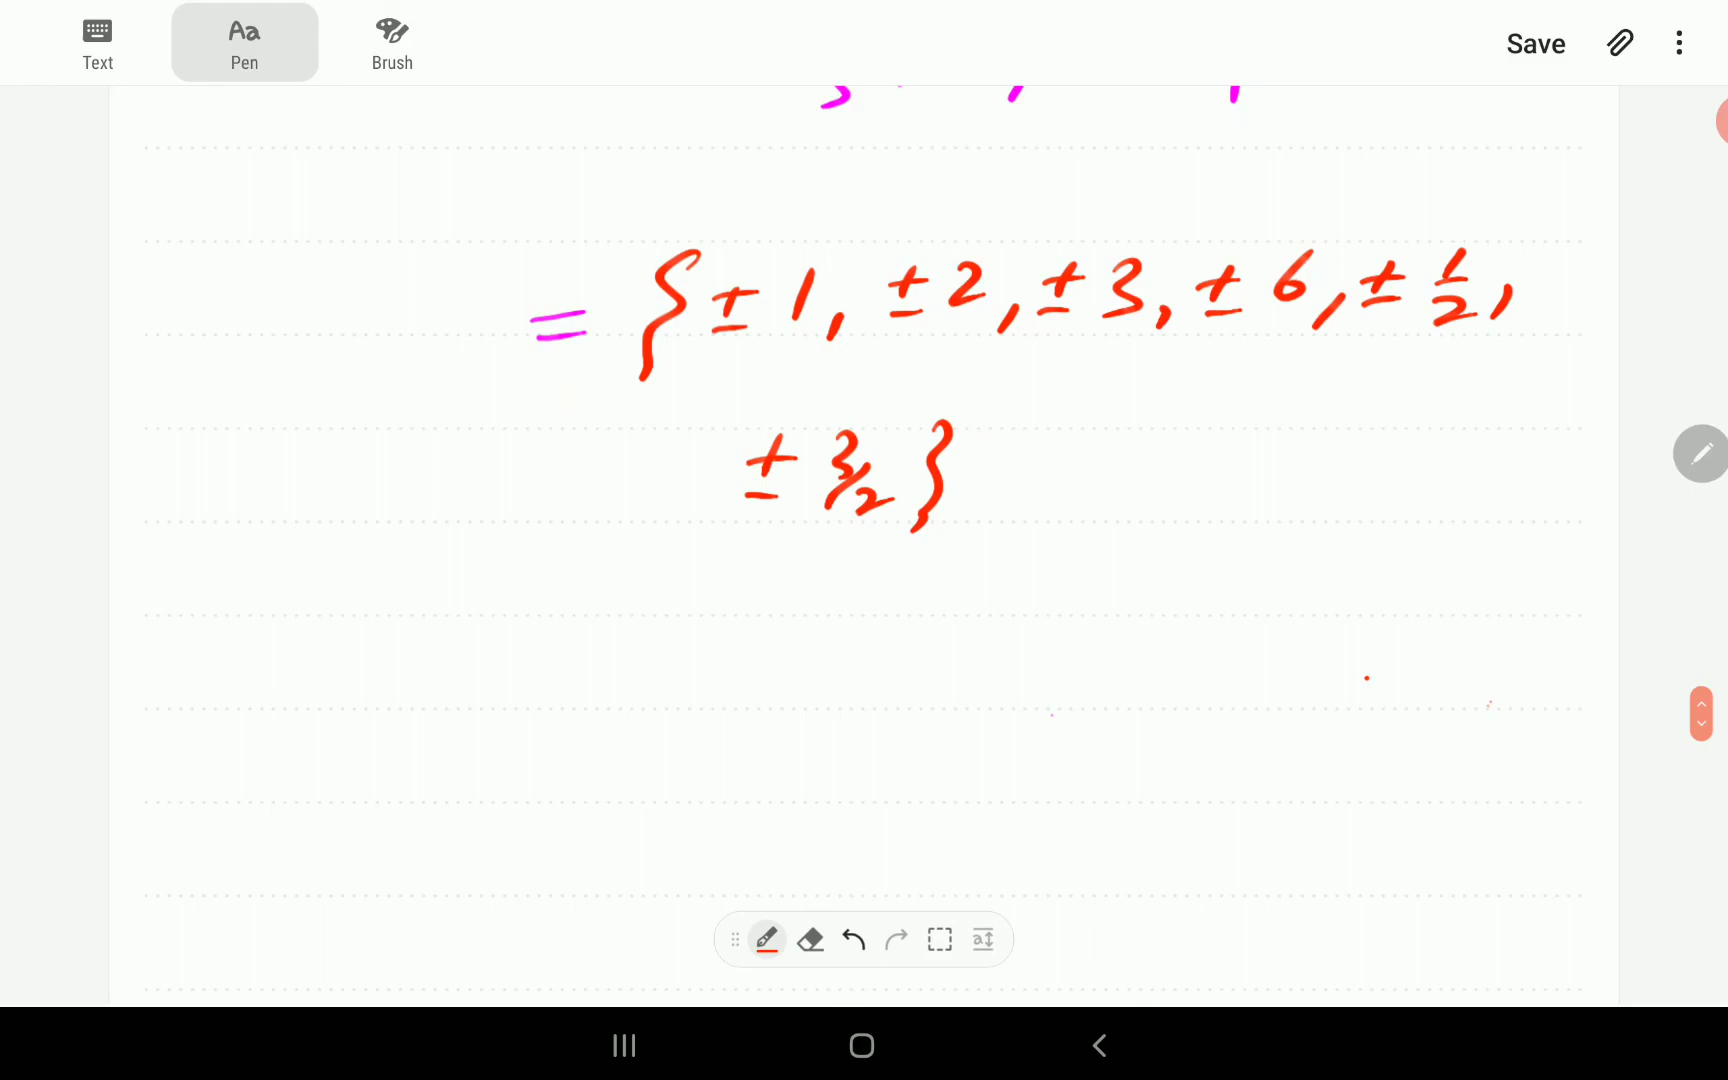 Text Pen Brush Save
= { ± 1, ± 2, ± 3, ± 6, ± 1/2,
± 3/2 }